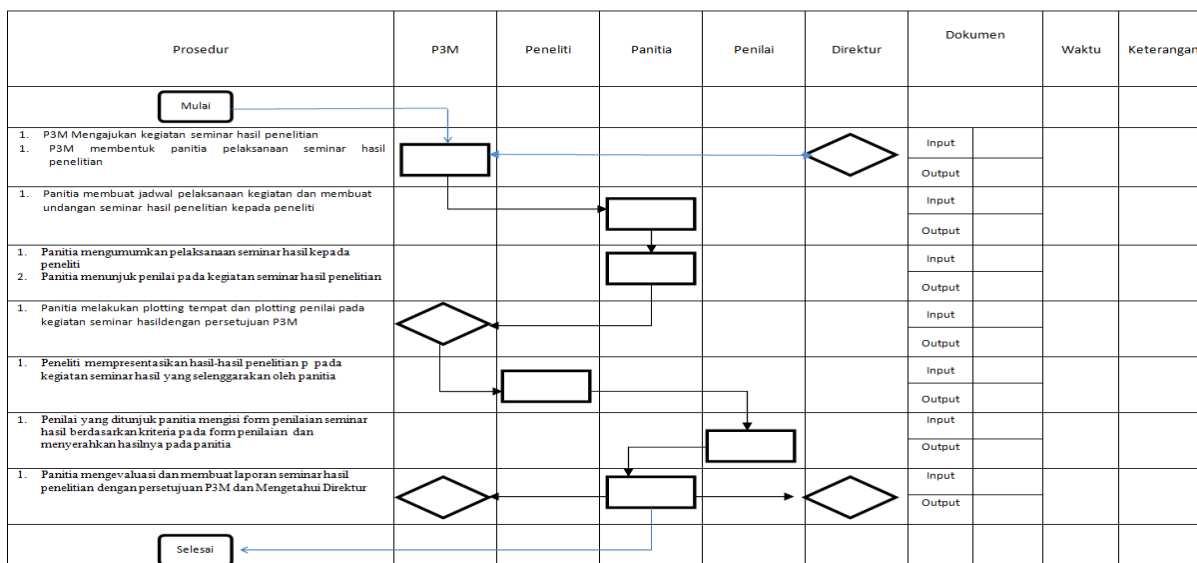 Prosedur P3M Peneliti Panitia Penilai Direktur Dokumen Waktu Keterangan
Mulai
1. P3M Mengajukan kegiatan seminar hasil penelitian
1. P3M membentuk panitia pelaksanaan seminar hasil
penelitian
Input
Output
1. Panitia membuat jadwal pelaksanaan kegiatan dan membuat
undangan seminar hasil penelitian kepada peneliti
Input
Output
1. Panitia mengumumkan pelaksanaan seminar hasil kepada
peneliti
2. Panitia menunjuk penilai pada kegiatan seminar hasil penelitian
Input
Output
1. Panitia melakukan plotting tempat dan plotting penilai pada
kegiatan seminar hasildengan persetujuan P3M
Input
Output
1. Peneliti mempresentasikan hasil-hasil penelitian p pada
kegiatan seminar hasil yang selenggarakan oleh panitia
Input
Output
1. Penilai yang ditunjuk panitia mengisi form penilaian seminar
hasil berdasarkan kriteria pada form penilaian dan
menyerahkan hasilnya pada panitia
Input
Output
1. Panitia mengevaluasi dan membuat laporan seminar hasil
penelitian dengan persetujuan P3M dan Mengetahui Direktur
Input
Output
Selesai